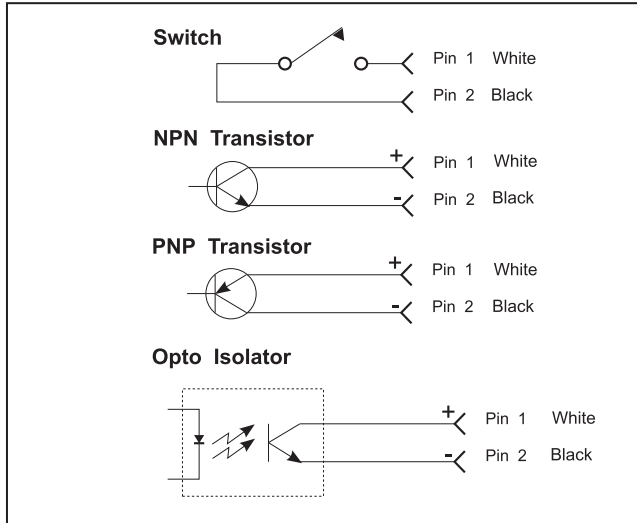 Switch
Pin 1 White
Pin 2 Black
NPN Transistor
+ Pin 1 White
- Pin 2 Black
PNP Transistor
+ Pin 1 White
- Pin 2 Black
Opto Isolator
+ Pin 1 White
- Pin 2 Black